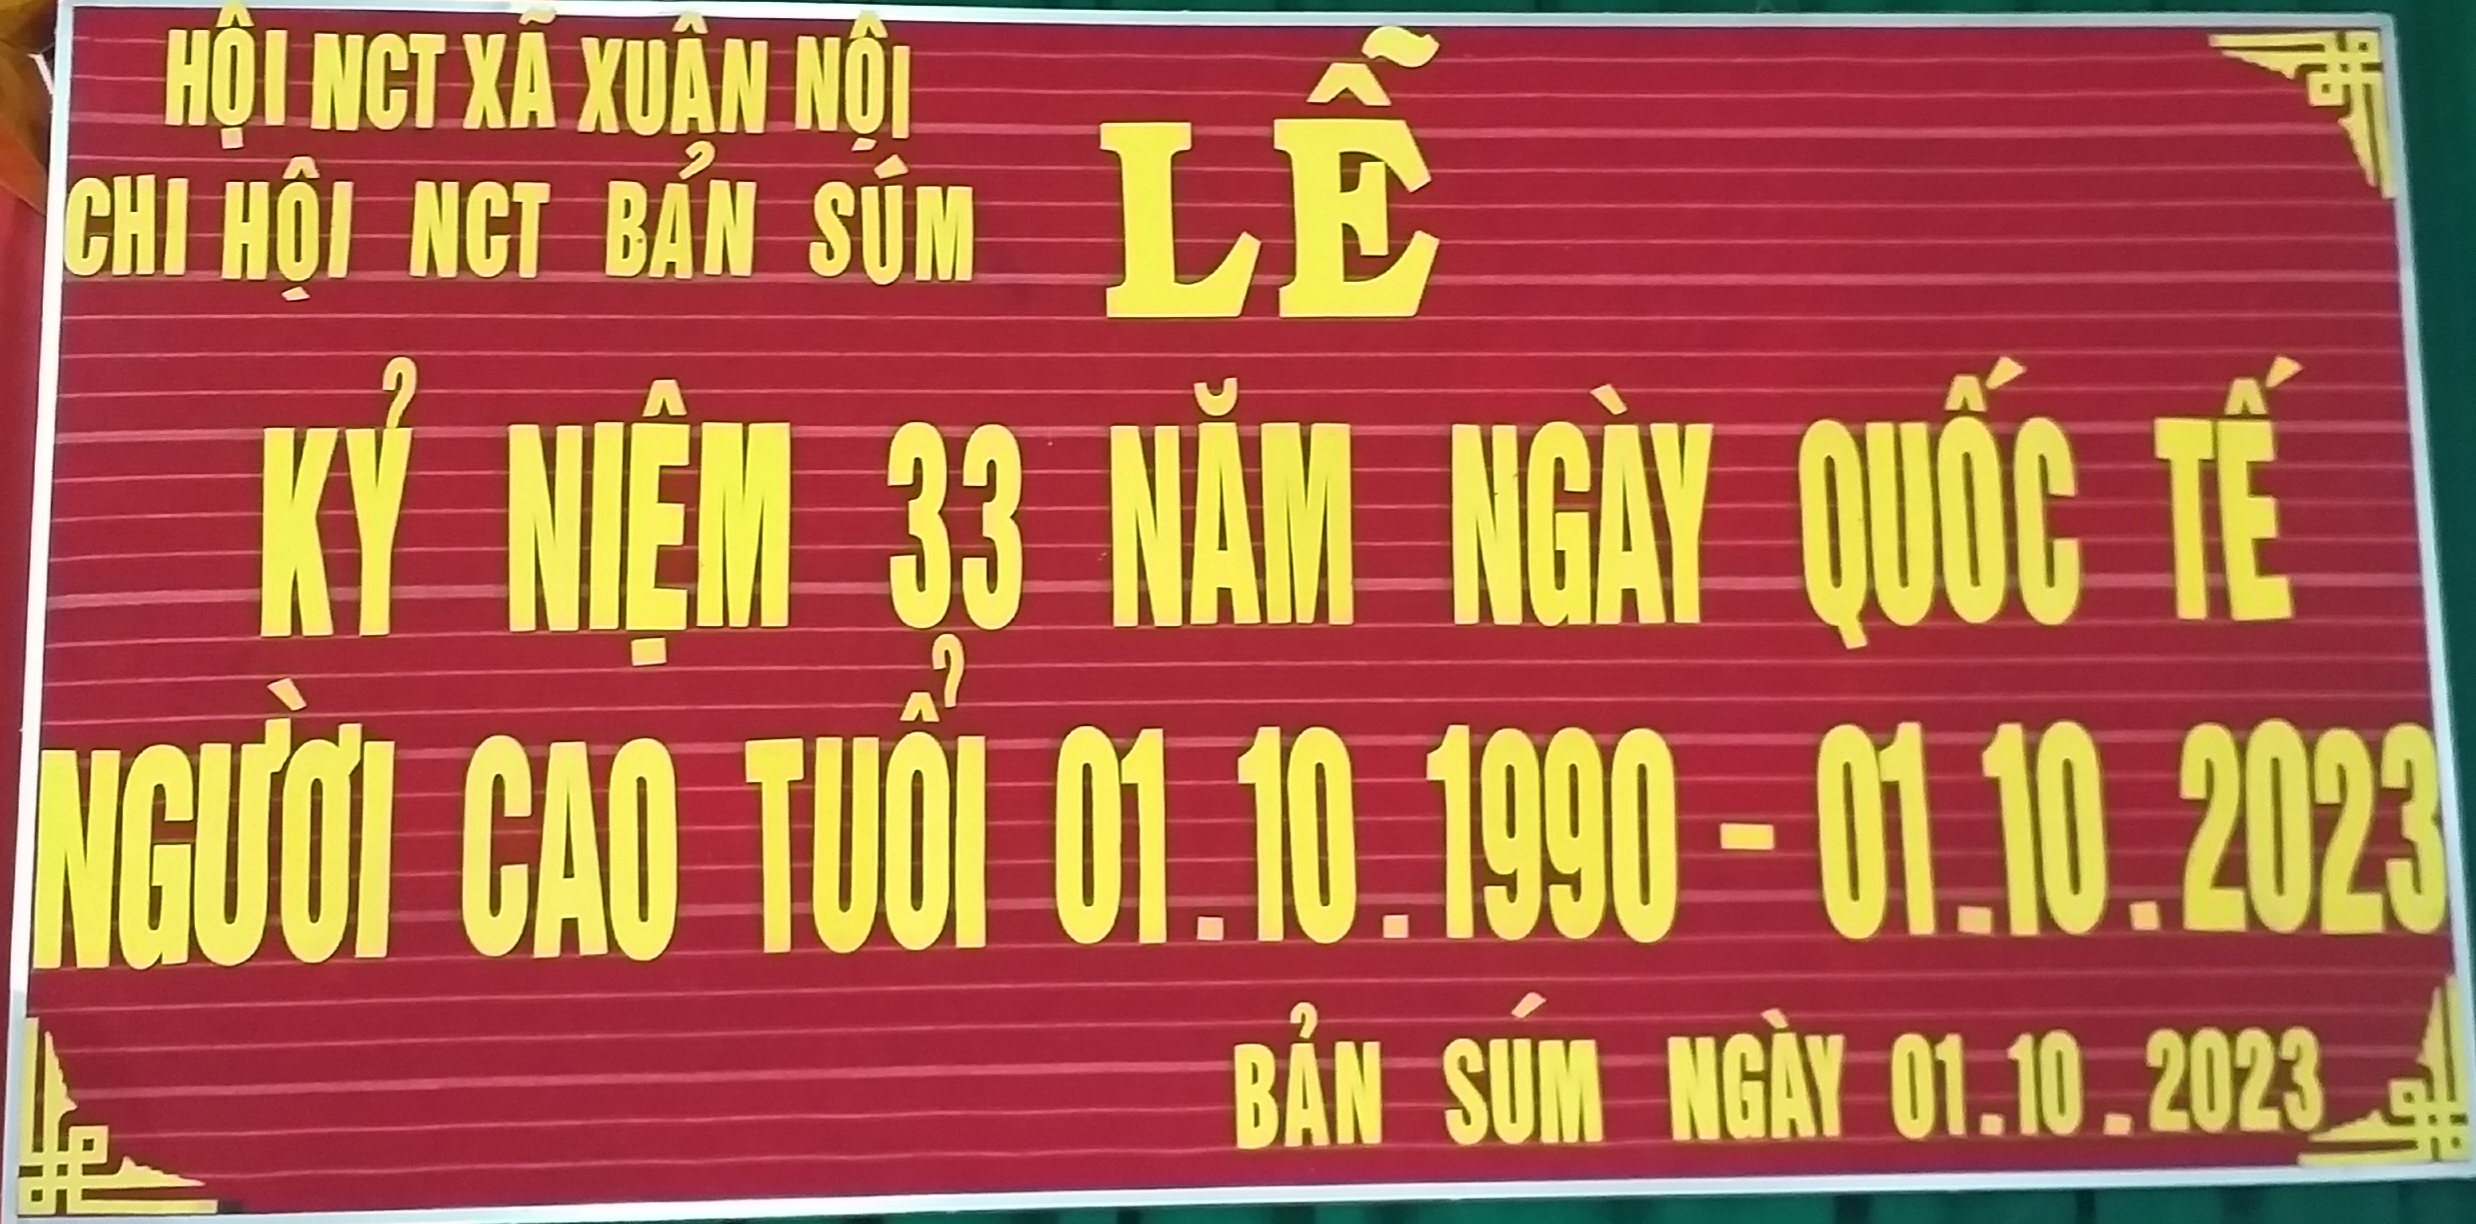 HỘI NCT XÃ XUÂN NỘI
CHI HỘI NCT BẢN SÚM
LỄ
KỶ NIỆM 33 NĂM NGÀY QUỐC TẾ
NGƯỜI CAO TUỔI 01.10.1990 - 01.10.2023
BẢN SÚM NGÀY 01.10.2023